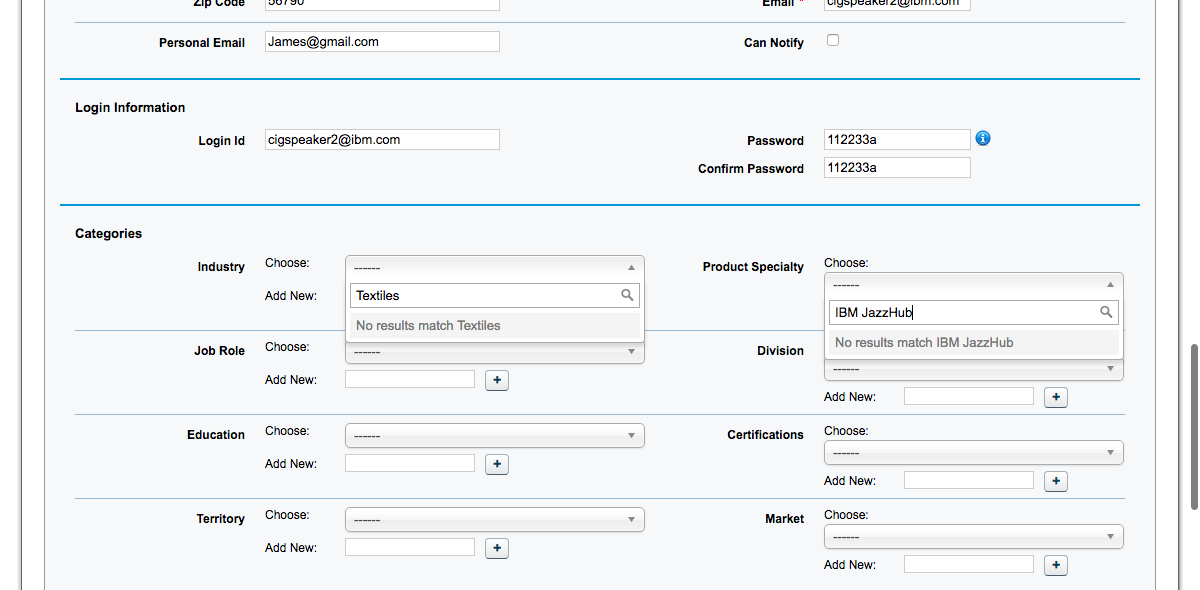 Zip Code 56790 Email * cigspeaker2@ibm.com
Personal Email James@gmail.com Can Notify
Login Information
Login Id cigspeaker2@ibm.com Password 112233a
Confirm Password 112233a
Categories
Industry Choose: ------ Product Specialty Choose: ------
Add New: Textiles IBM JazzHub
No results match Textiles No results match IBM JazzHub
Job Role Choose: ------ Division ------
Add New: + Add New: +
Education Choose: ------ Certifications Choose: ------
Add New: + Add New: +
Territory Choose: ------ Market Choose: ------
Add New: + Add New: +